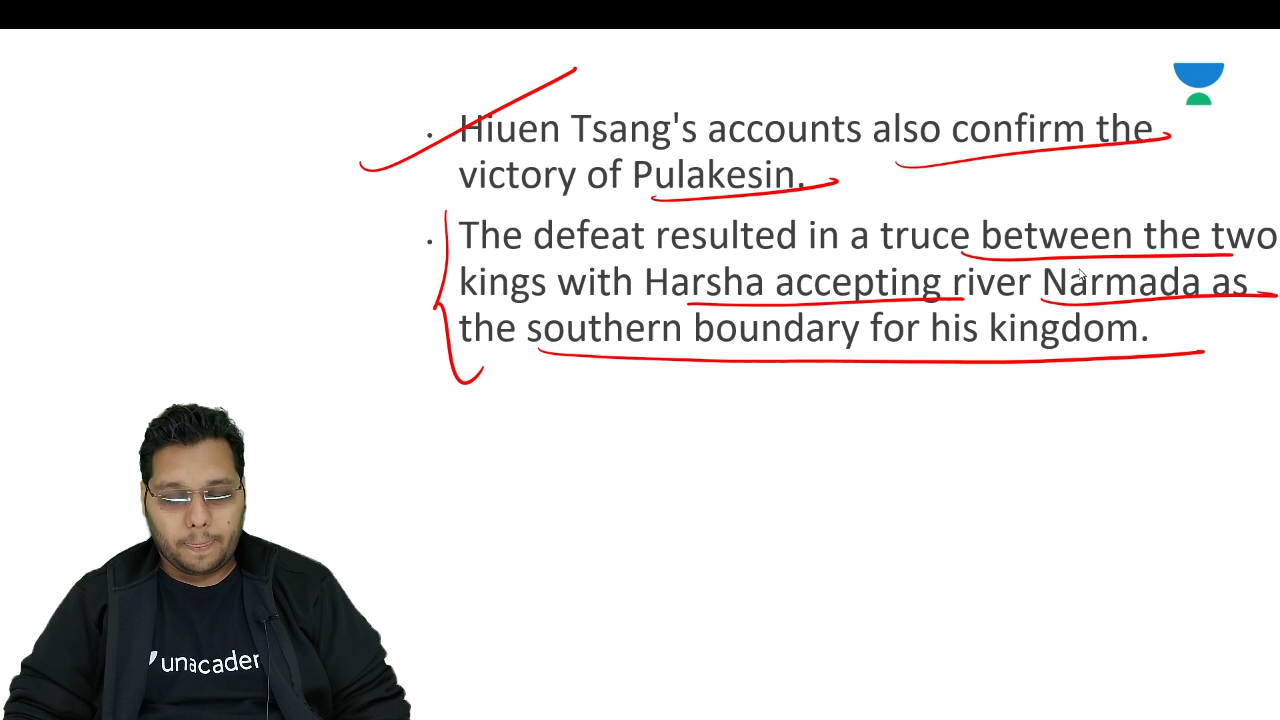 Hiuen Tsang's accounts also confirm the
victory of Pulakesin.
The defeat resulted in a truce between the two
kings with Harsha accepting river Narmada as
the southern boundary for his kingdom.
unacader